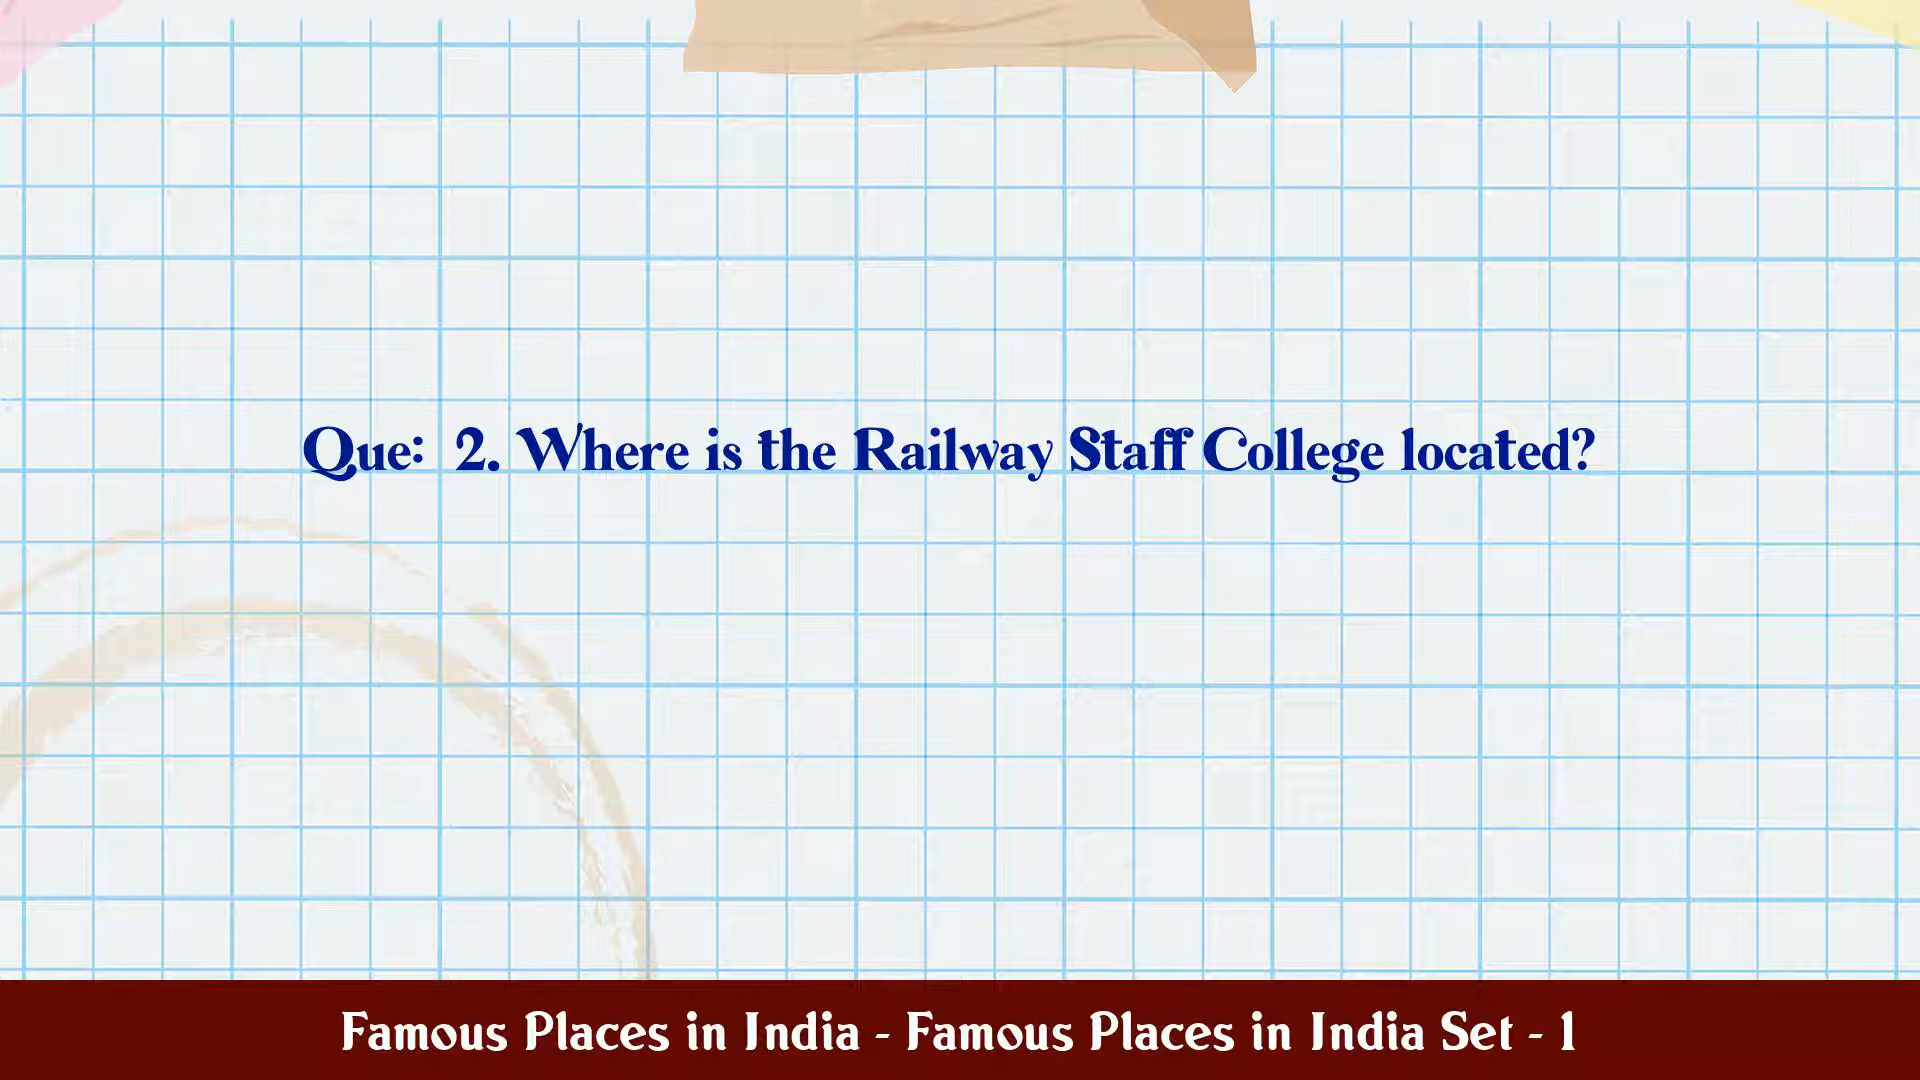 Que: 2. Where is the Railway Staff College located?
Famous Places in India - Famous Places in India Set - 1